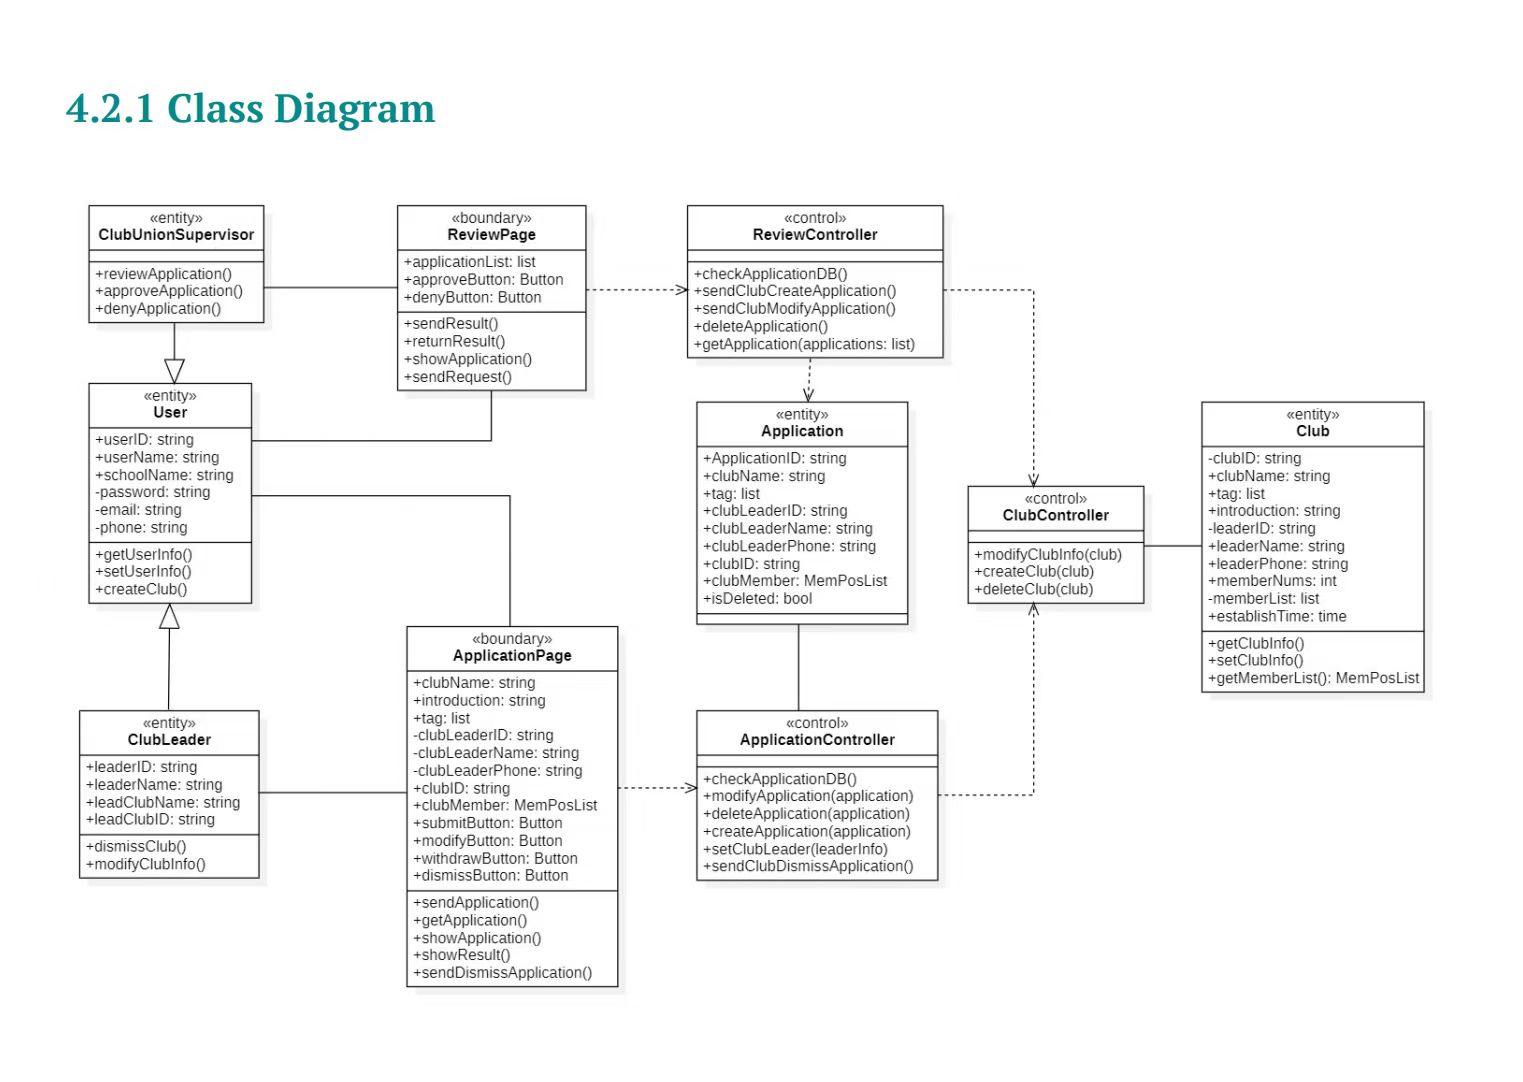 4.2.1 Class Diagram
«entity»
ClubUnionSupervisor
+reviewApplication()
+approveApplication()
+denyApplication()
«boundary»
ReviewPage
+applicationList: list
+approveButton: Button
+denyButton: Button
+sendResult()
+returnResult()
+showApplication()
+sendRequest()
«control»
ReviewController
+checkApplicationDB()
+sendClubCreateApplication()
+sendClubModifyApplication()
+deleteApplication()
+getApplication(applications: list)
«entity»
User
+userID: string
+userName: string
+schoolName: string
-password: string
-email: string
-phone: string
+getUserInfo()
+setUserInfo()
+createClub()
«entity»
Application
+ApplicationID: string
+clubName: string
+tag: list
+clubLeaderID: string
+clubLeaderName: string
+clubLeaderPhone: string
+clubID: string
+clubMember: MemPosList
+isDeleted: bool
«control»
ClubController
+modifyClubInfo(club)
+createClub(club)
+deleteClub(club)
«entity»
Club
-clubID: string
+clubName: string
+tag: list
+introduction: string
-leaderID: string
+leaderName: string
+leaderPhone: string
+memberNums: int
-memberList: list
+establishTime: time
+getClubInfo()
+setClubInfo()
+getMemberList(): MemPosList
«entity»
ClubLeader
+leaderID: string
+leaderName: string
+leadClubName: string
+leadClubID: string
+dismissClub()
+modifyClubInfo()
«boundary»
ApplicationPage
+clubName: string
+introduction: string
+tag: list
-clubLeaderID: string
-clubLeaderName: string
-clubLeaderPhone: string
+clubID: string
+clubMember: MemPosList
+submitButton: Button
+modifyButton: Button
+withdrawButton: Button
+dismissButton: Button
+sendApplication()
+getApplication()
+showApplication()
+showResult()
+sendDismissApplication()
«control»
ApplicationController
+checkApplicationDB()
+modifyApplication(application)
+deleteApplication(application)
+createApplication(application)
+setClubLeader(leaderInfo)
+sendClubDismissApplication()